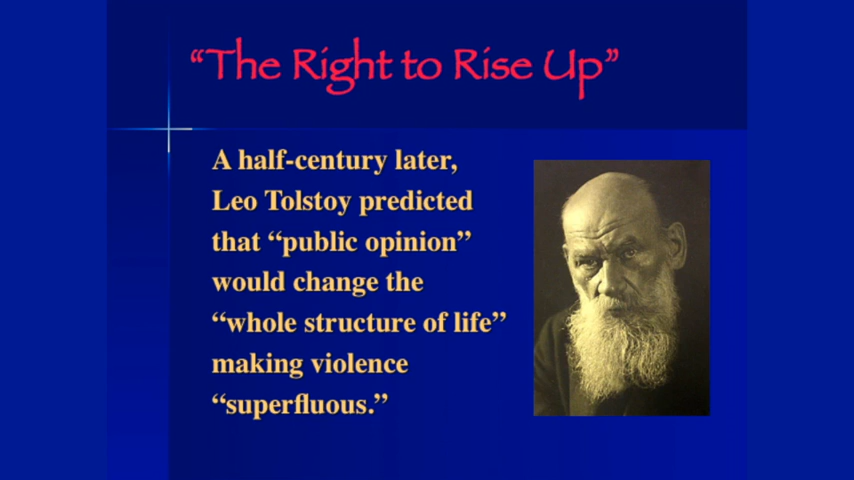 “The Right to Rise Up”
A half-century later,
Leo Tolstoy predicted
that “public opinion”
would change the
“whole structure of life”
making violence
“superfluous.”